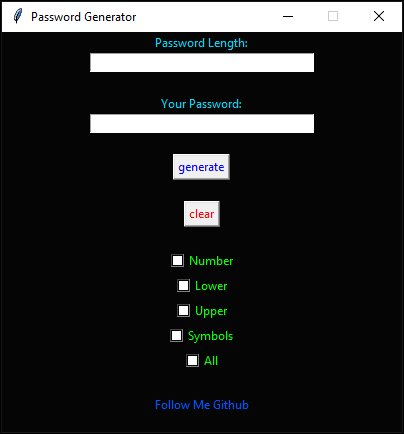 Password Generator
Password Length:
Your Password:
generate
clear
Number
Lower
Upper
Symbols
All
Follow Me Github